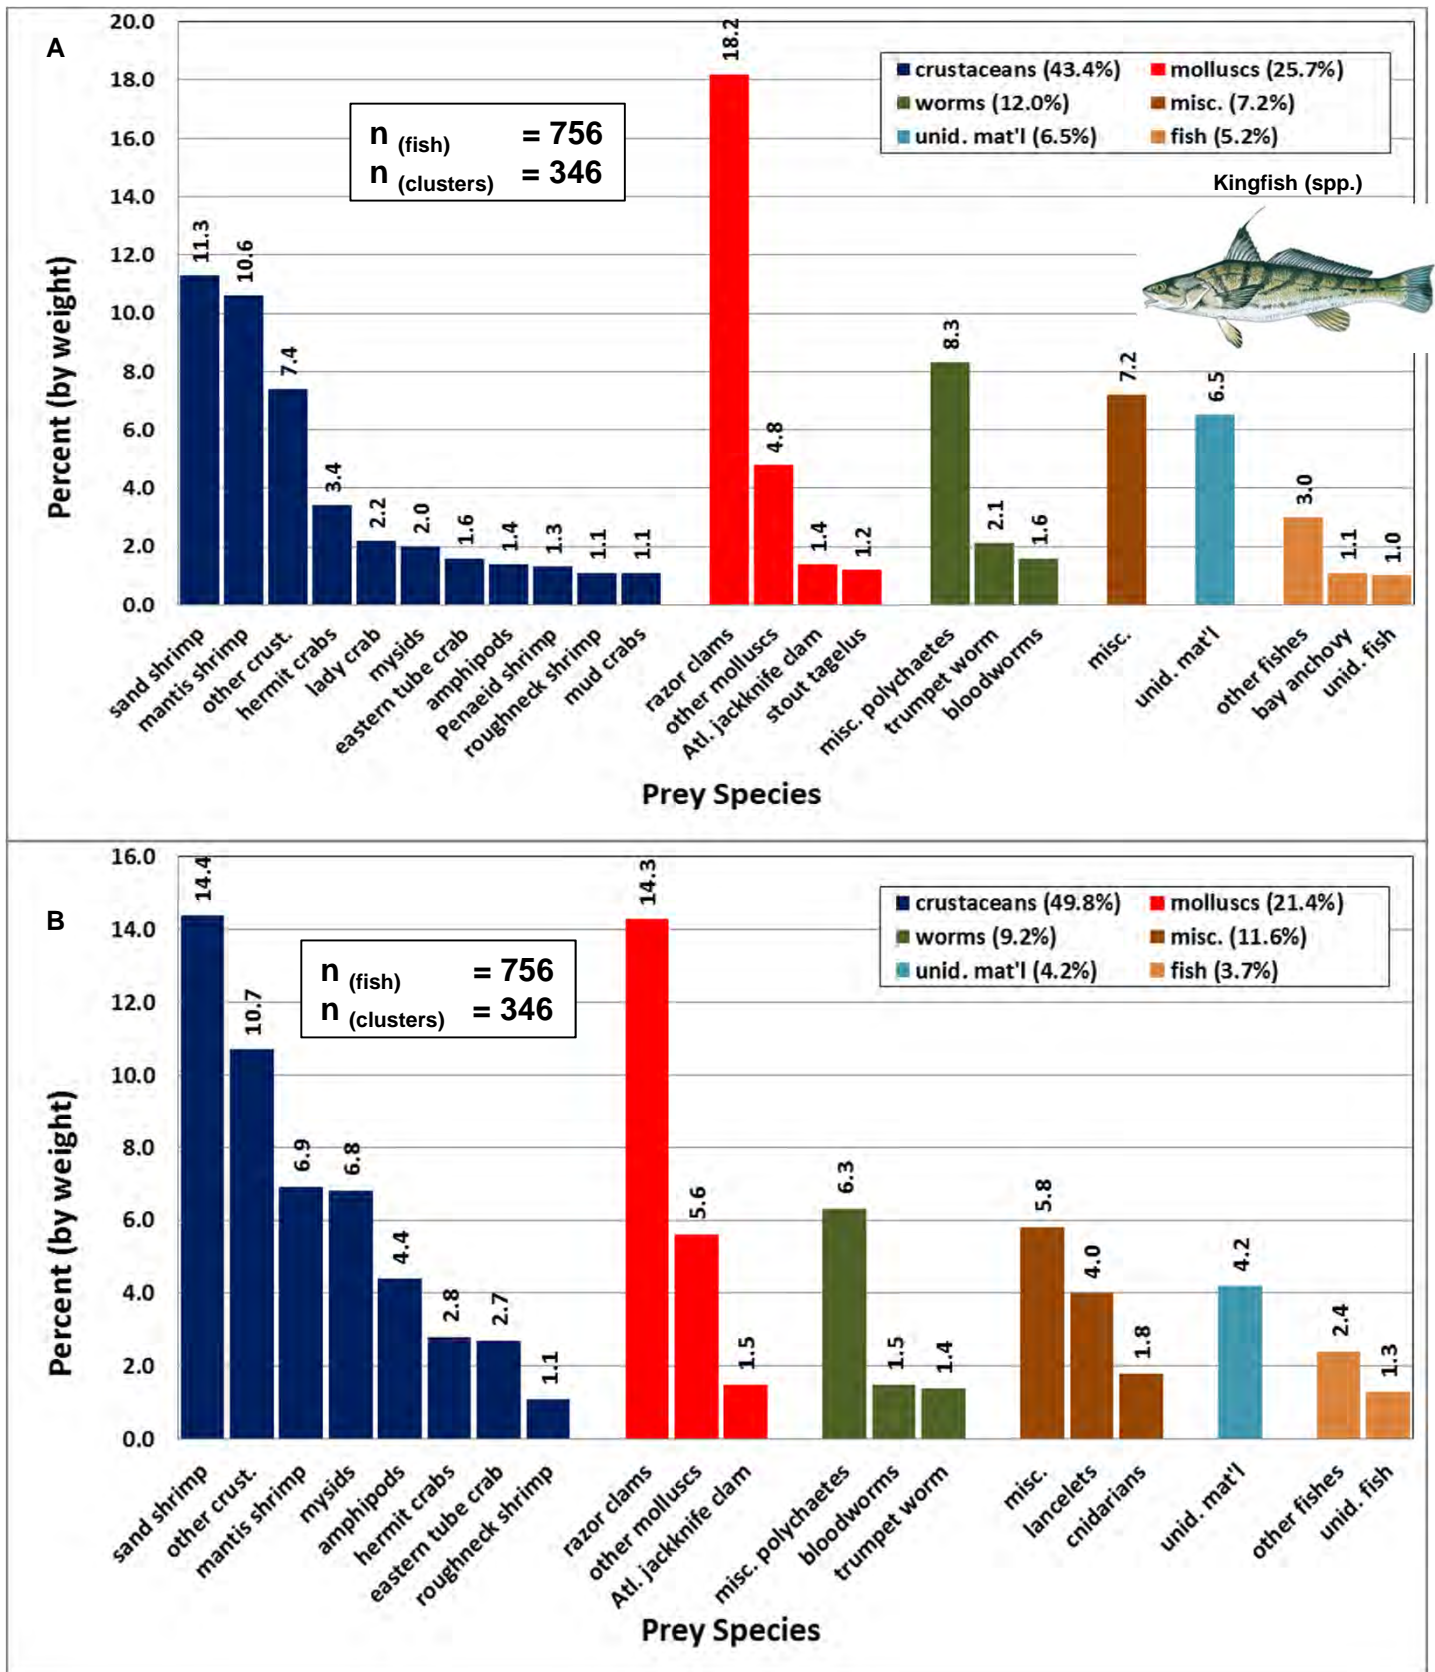 A
20.0
18.0
16.0
14.0
12.0
10.0
8.0
6.0
4.0
2.0
0.0
Percent (by weight)
n (fish) = 756
n (clusters) = 346
crustaceans (43.4%) molluscs (25.7%)
worms (12.0%) misc. (7.2%)
unid. mat'l (6.5%) fish (5.2%)
Kingfish (spp.)
11.3
10.6
7.4
3.4
2.2
2.0
1.6
1.4
1.3
1.1
1.1
18.2
4.8
1.4
1.2
8.3
2.1
1.6
7.2
6.5
3.0
1.1
1.0
sand shrimp
mantis shrimp
other crust.
hermit crabs
lady crab
mysids
eastern tube crab
amphipods
Penaeid shrimp
roughneck shrimp
mud crabs
razor clams
other molluscs
Atl. jackknife clam
stout tagelus
misc. polychaetes
trumpet worm
bloodworms
misc.
unid. mat'l
other fishes
bay anchovy
unid. fish
Prey Species
B
16.0
14.0
12.0
10.0
8.0
6.0
4.0
2.0
0.0
Percent (by weight)
n (fish) = 756
n (clusters) = 346
crustaceans (49.8%) molluscs (21.4%)
worms (9.2%) misc. (11.6%)
unid. mat'l (4.2%) fish (3.7%)
14.4
10.7
6.9
6.8
4.4
2.8
2.7
1.1
14.3
5.6
1.5
6.3
1.5
1.4
5.8
4.0
1.8
4.2
2.4
1.3
sand shrimp
other crust.
mantis shrimp
mysids
amphipods
hermit crabs
eastern tube crab
roughneck shrimp
razor clams
other molluscs
Atl. jackknife clam
misc. polychaetes
bloodworms
trumpet worm
misc.
lancelets
cnidarians
unid. mat'l
other fishes
unid. fish
Prey Species